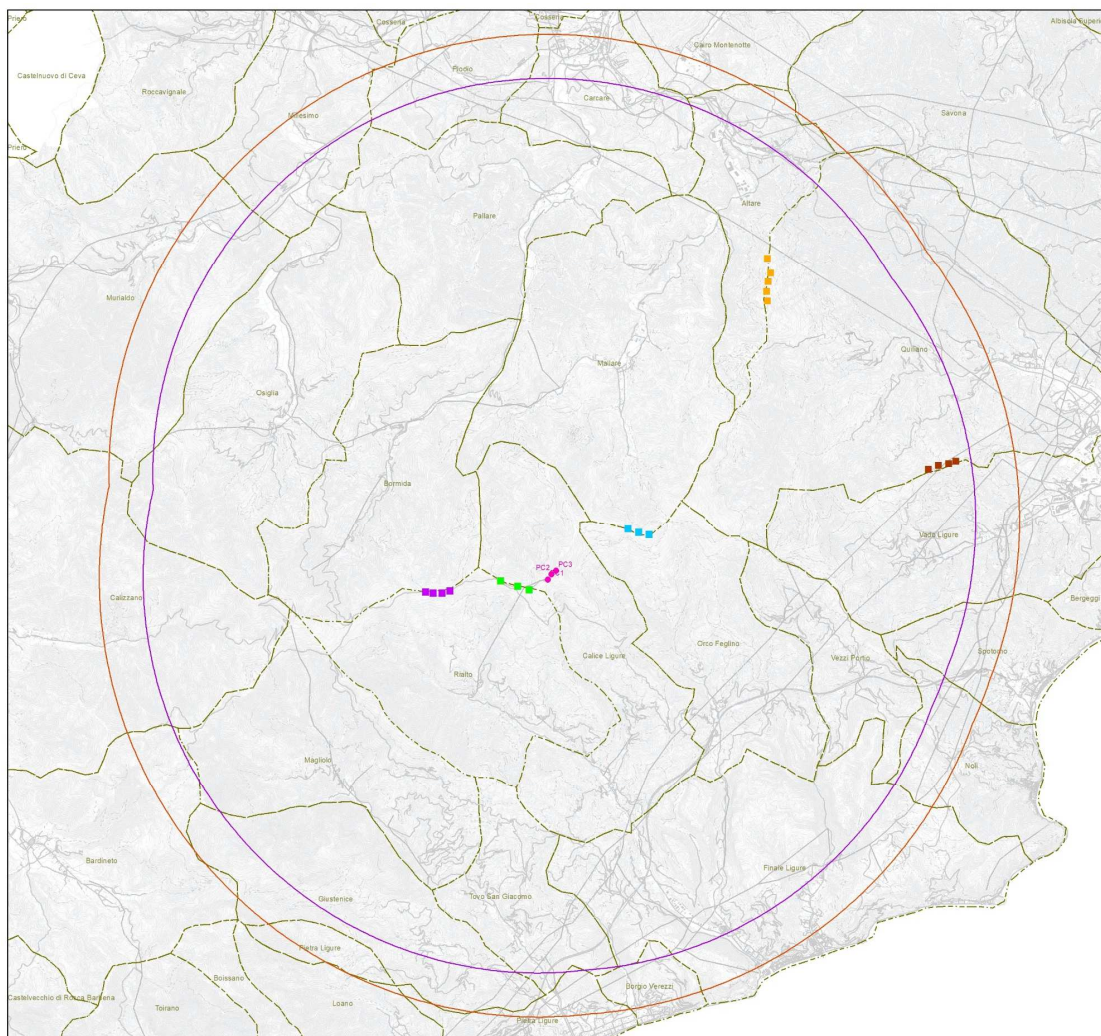 Priero
Cosseria
Cosseria
Albisola Superio
Cairo Montenotte
Castelnuovo di Ceva
Plodio
Roccavignale
Carcare
Millesimo
Savona
Priero
Altare
Pallare
Murialdo
Quiliano
Mallare
Osiglia
Bormida
Vado Ligure
PC2 PC3
Calizzano
Bergeggi
Orco Feglino
Calice Ligure
Vezzi Portio
Spotorno
Rialto
Magliolo
Noli
Bardineto
Finale Ligure
Giustenice
Tovo San Giacomo
Pietra Ligure
Boissano
Borgio Verezzi
Castelvecchio di Rocca Barbena
Loano
Toirano
Pietra Ligure